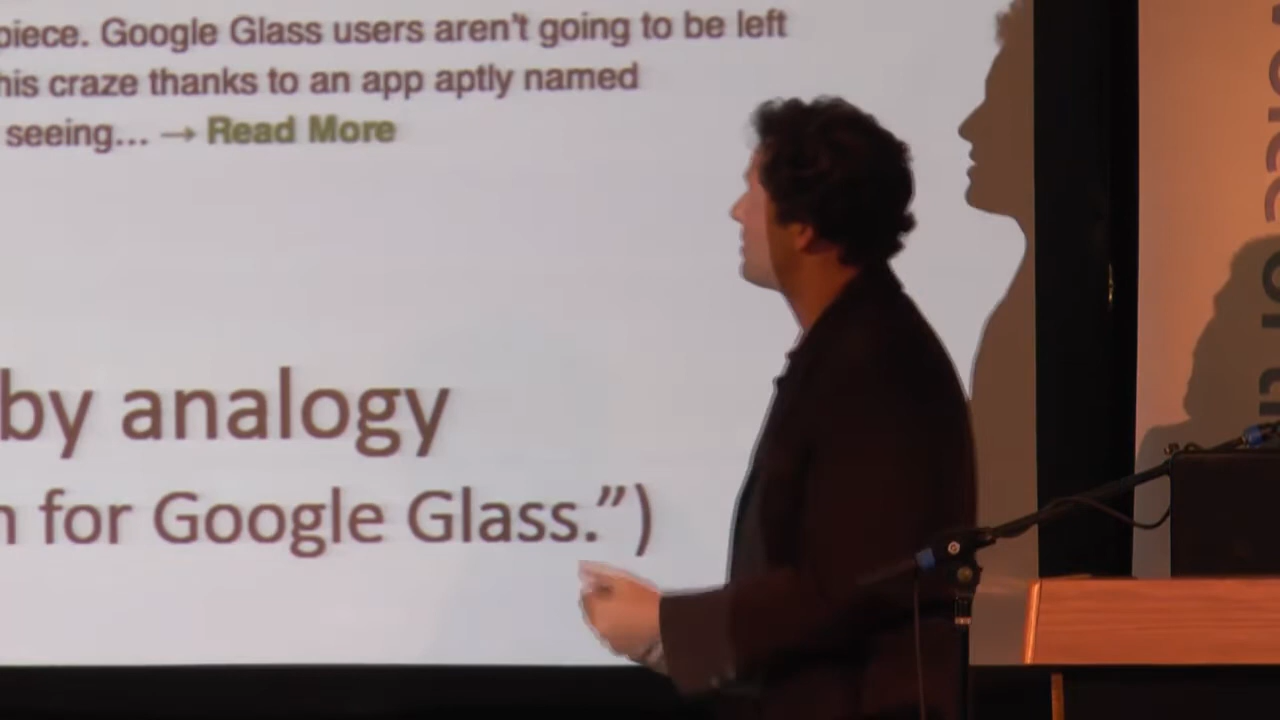 piece. Google Glass users aren't going to be left
his craze thanks to an app aptly named
seeing... → Read More
by analogy
for Google Glass.")